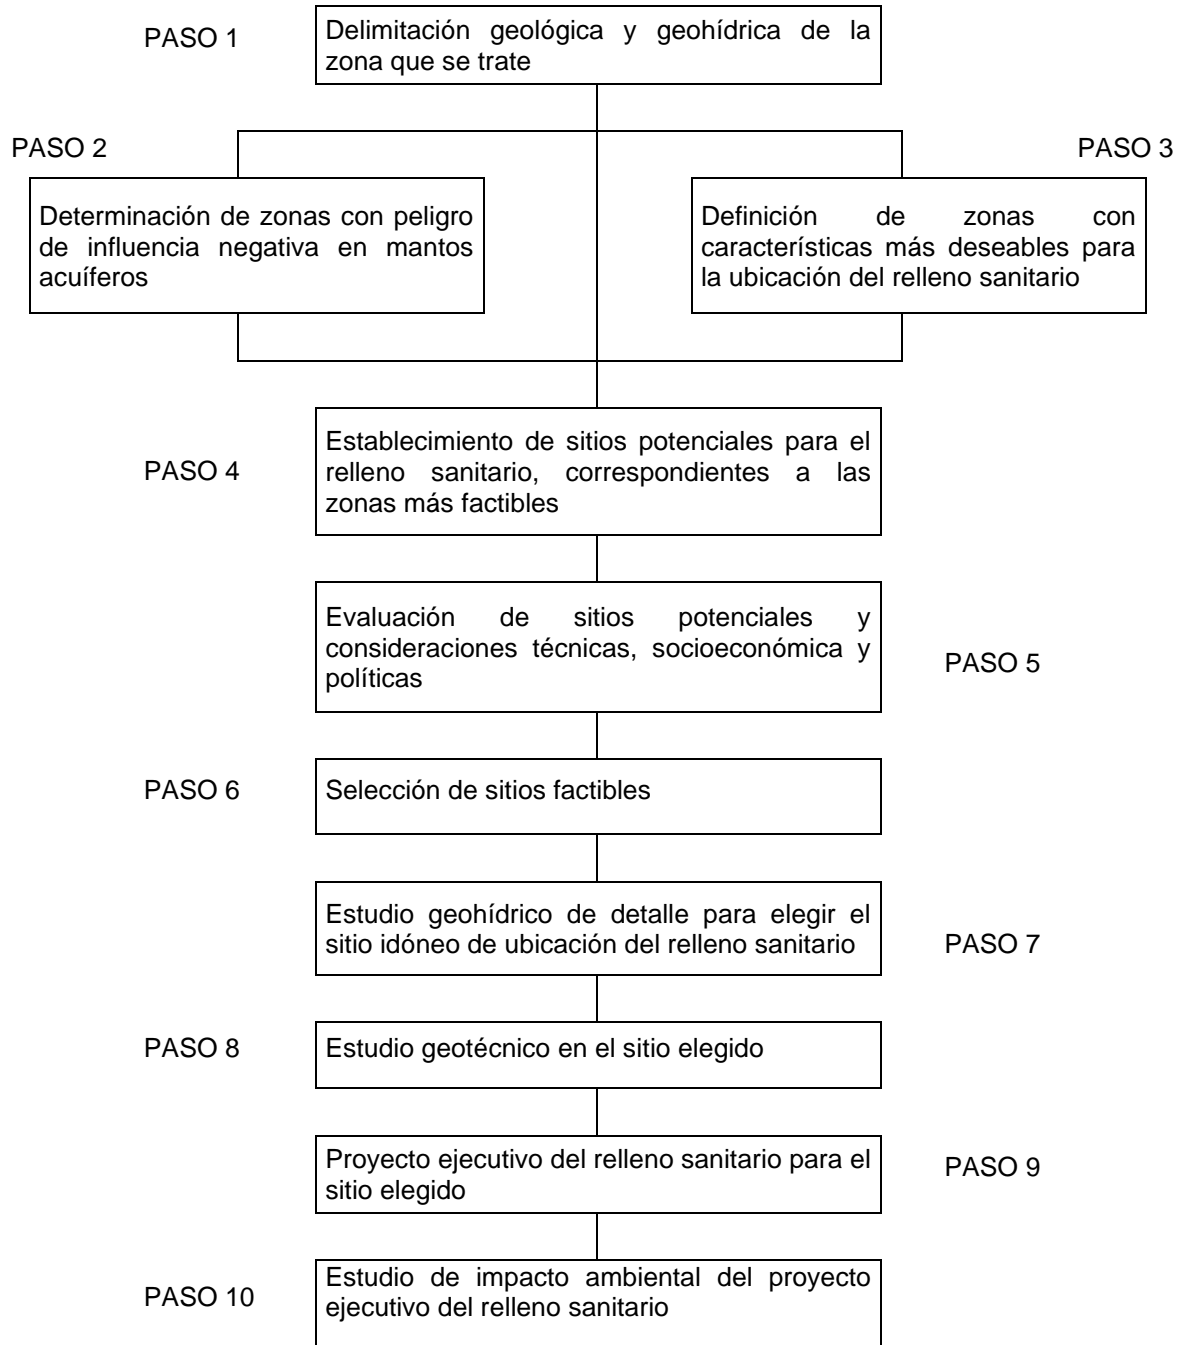 PASO 1
Delimitación geológica y geohídrica de la
zona que se trate
PASO 2
PASO 3
Determinación de zonas con peligro
de influencia negativa en mantos
acuíferos
Definición de zonas con
características más deseables para
la ubicación del relleno sanitario
PASO 4
Establecimiento de sitios potenciales para el
relleno sanitario, correspondientes a las
zonas más factibles
Evaluación de sitios potenciales y
consideraciones técnicas, socioeconómica y
políticas
PASO 5
PASO 6
Selección de sitios factibles
Estudio geohídrico de detalle para elegir el
sitio idóneo de ubicación del relleno sanitario
PASO 7
PASO 8
Estudio geotécnico en el sitio elegido
Proyecto ejecutivo del relleno sanitario para el
sitio elegido
PASO 9
PASO 10
Estudio de impacto ambiental del proyecto
ejecutivo del relleno sanitario